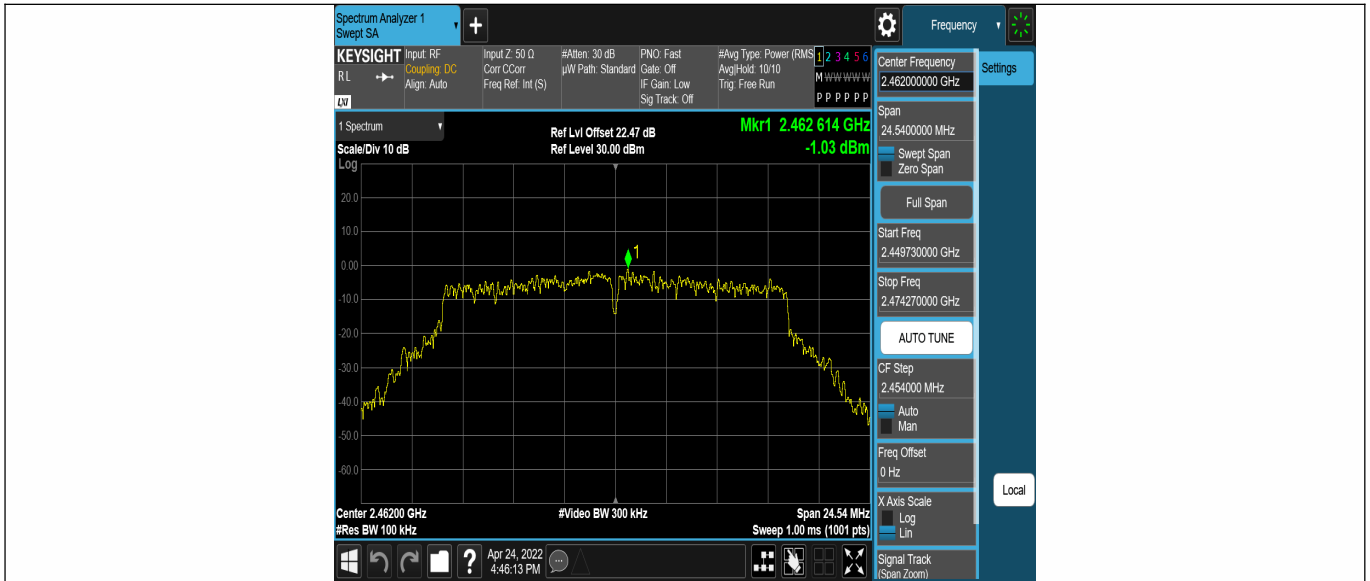 Spectrum Analyzer 1
Swept SA
+
Frequency
KEYSIGHT
R L
LXI
Input: RF
Coupling: DC
Align: Auto
Input Z: 50 Ω
Corr CCorr
Freq Ref: Int (S)
#Atten: 30 dB
µW Path: Standard
PNO: Fast
Gate: Off
IF Gain: Low
Sig Track: Off
#Avg Type: Power (RMS
Avg|Hold: 10/10
Trig: Free Run
1 2 3 4 5 6
M W W W W W
P P P P P P
1 Spectrum
Scale/Div 10 dB
Log
Ref Lvl Offset 22.47 dB
Ref Level 30.00 dBm
Mkr1 2.462 614 GHz
-1.03 dBm
20.0
10.0
0.00
-10.0
-20.0
-30.0
-40.0
-50.0
-60.0
1
Center 2.46200 GHz
#Res BW 100 kHz
#Video BW 300 kHz
Span 24.54 MHz
Sweep 1.00 ms (1001 pts)
Center Frequency
2.462000000 GHz
Settings
Span
24.5400000 MHz
Swept Span
Zero Span
Full Span
Start Freq
2.449730000 GHz
Stop Freq
2.474270000 GHz
AUTO TUNE
CF Step
2.454000 MHz
Auto
Man
Freq Offset
0 Hz
X Axis Scale
Log
Lin
Local
Signal Track
(Span Zoom)
?
Apr 24, 2022
4:46:13 PM